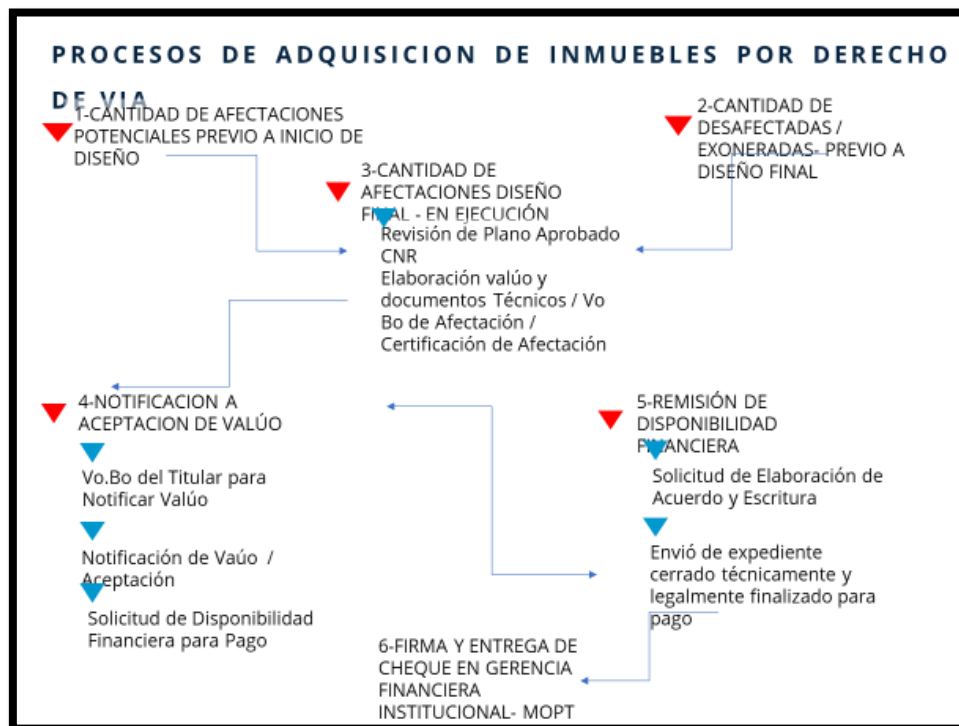 PROCESOS DE ADQUISICION DE INMUEBLES POR DERECHO
DE VIA
1-CANTIDAD DE AFECTACIONES
POTENCIALES PREVIO A INICIO DE
DISEÑO
2-CANTIDAD DE
DESAFECTADAS /
EXONERADAS- PREVIO A
DISEÑO FINAL
3-CANTIDAD DE
AFECTACIONES DISEÑO
FINAL - EN EJECUCIÓN
Revisión de Plano Aprobado
CNR
Elaboración valúo y
documentos Técnicos / Vo
Bo de Afectación /
Certificación de Afectación
4-NOTIFICACION A
ACEPTACION DE VALÚO
Vo.Bo del Titular para
Notificar Valúo
Notificación de Vaúo /
Aceptación
Solicitud de Disponibilidad
Financiera para Pago
5-REMISIÓN DE
DISPONIBILIDAD
FINANCIERA
Solicitud de Elaboración de
Acuerdo y Escritura
Envió de expediente
cerrado técnicamente y
legalmente finalizado para
pago
6-FIRMA Y ENTREGA DE
CHEQUE EN GERENCIA
FINANCIERA
INSTITUCIONAL- MOPT